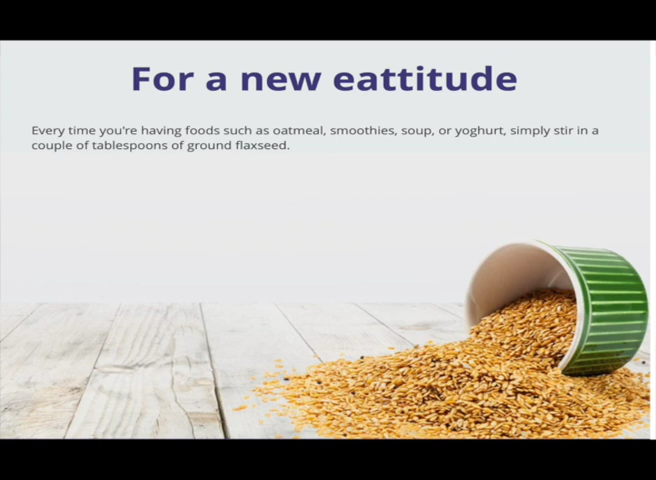 For a new eattitude
Every time you're having foods such as oatmeal, smoothies, soup, or yoghurt, simply stir in a
couple of tablespoons of ground flaxseed.